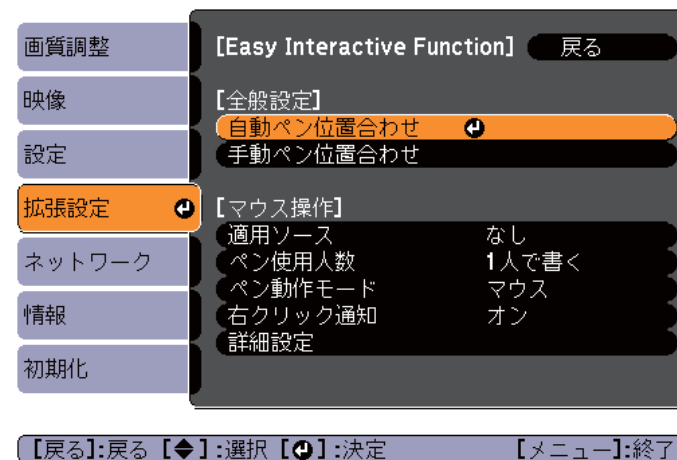 画質調整
映像
設定
拡張設定
ネットワーク
情報
初期化
[Easy Interactive Function] 戻る
[全般設定]
自動ペン位置合わせ
手動ペン位置合わせ
[マウス操作]
適用ソース なし
ペン使用人数 1人で書く
ペン動作モード マウス
右クリック通知 オン
詳細設定
[戻る]:戻る [◆]:選択 [⏎]:決定 [メニュー]:終了